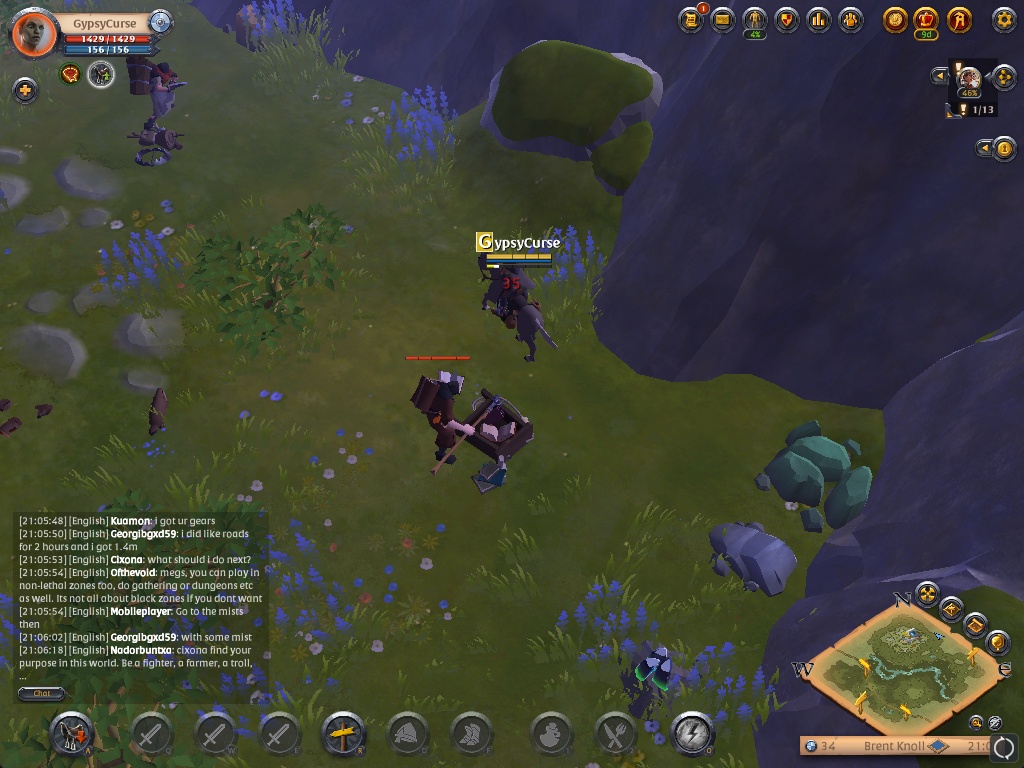 GypsyCurse
1429 / 1429
156 / 156
1
4%
9d
46%
1/13
GypsyCurse
35
[21:05:48] [English] Kuamon: i got ur gears
[21:05:50] [English] Georgibgxd59: i did like roads
for 2 hours and i got 1.4m
[21:05:53] [English] Cixona: what should i do next?
[21:05:54] [English] Ofthevoid: megs, you can play in
non-lethal zones too, do gathering or dungeons etc
as well. Its not all about black zones if you dont want
[21:05:54] [English] Moblieplayer: Go to the mists
then
[21:06:02] [English] Georgibgxd59: with some mist
[21:06:18] [English] Nadorbuntxa: cixona find your
purpose in this world. Be a fighter, a farmer, a troll,
...
Chat
N
W
E
A
Q
W
E
R
D
F
34
Brent Knoll